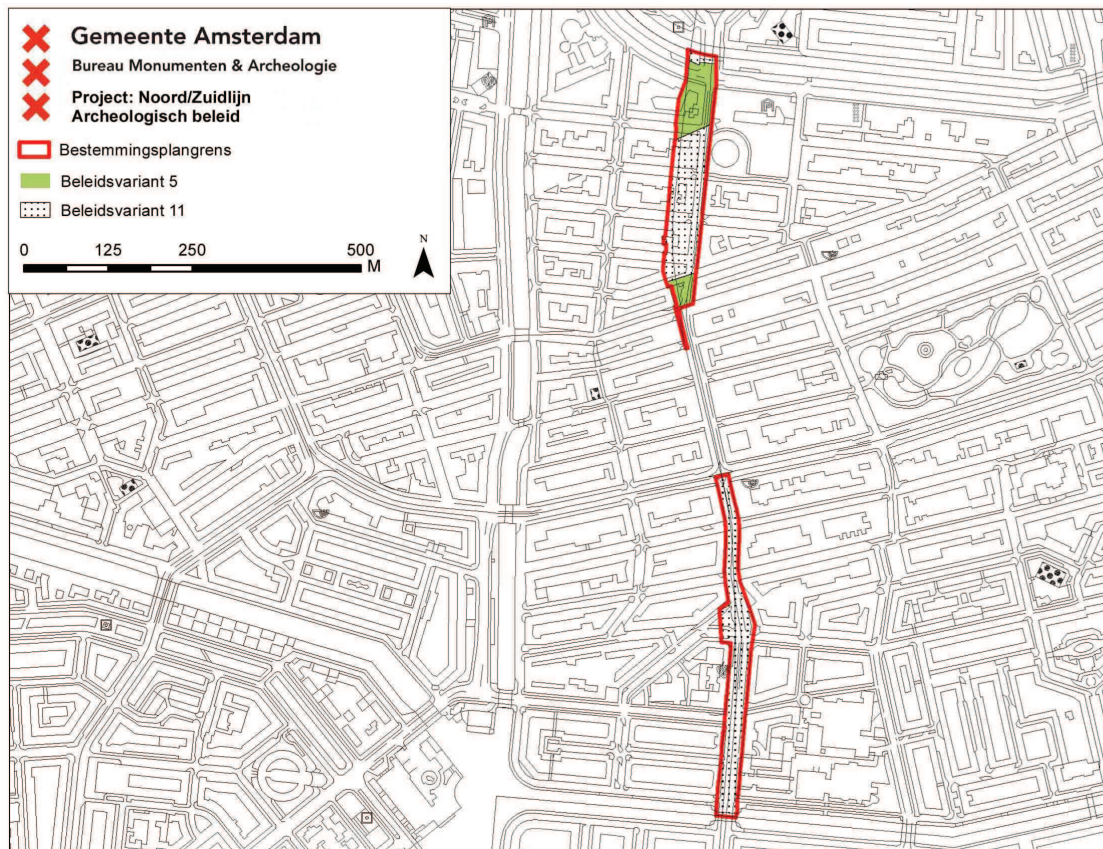 Gemeente Amsterdam
Bureau Monumenten & Archeologie
Project: Noord/Zuidlijn
Archeologisch beleid
Bestemmingsplangrens
Beleidsvariant 5
Beleidsvariant 11
0 125 250 500
M
N